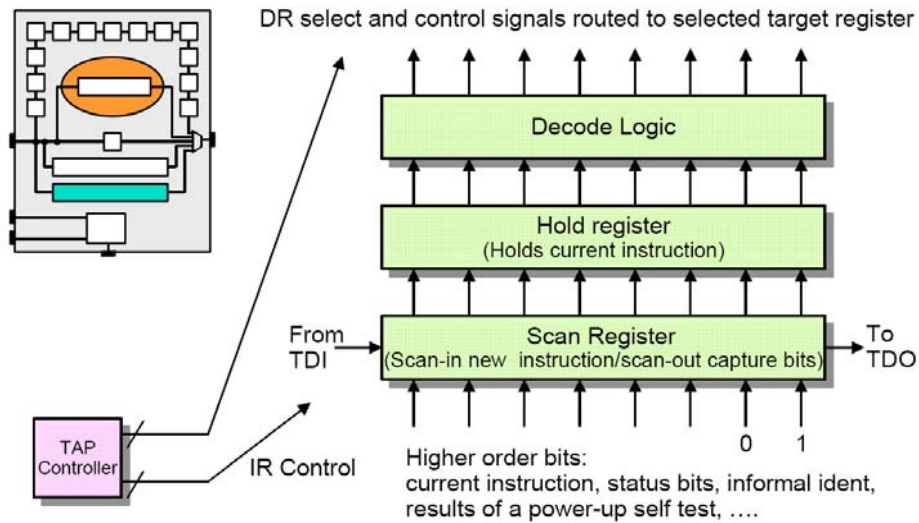 DR select and control signals routed to selected target register
Decode Logic
Hold register
(Holds current instruction)
From
TDI
Scan Register
(Scan-in new instruction/scan-out capture bits)
To
TDO
0 1
TAP
Controller
IR Control
Higher order bits:
current instruction, status bits, informal ident,
results of a power-up self test, ....